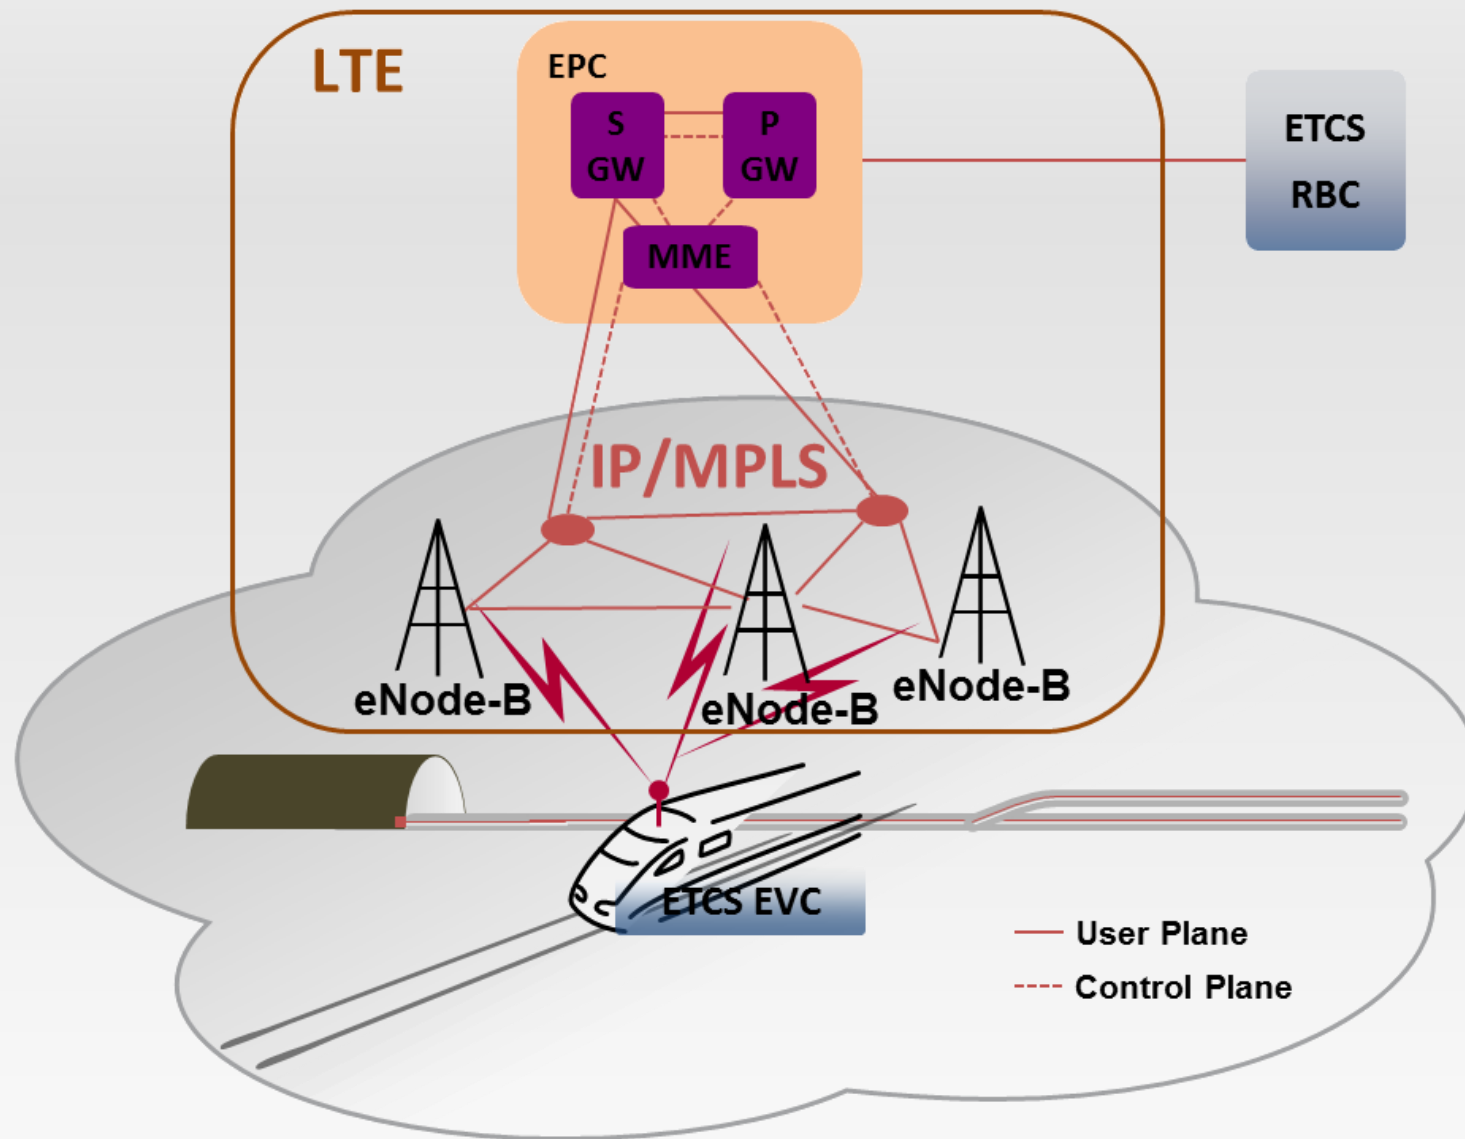 LTE
EPC
S
GW
P
GW
MME
ETCS
RBC
IP/MPLS
eNode-B
eNode-B
eNode-B
ETCS EVC
User Plane
Control Plane